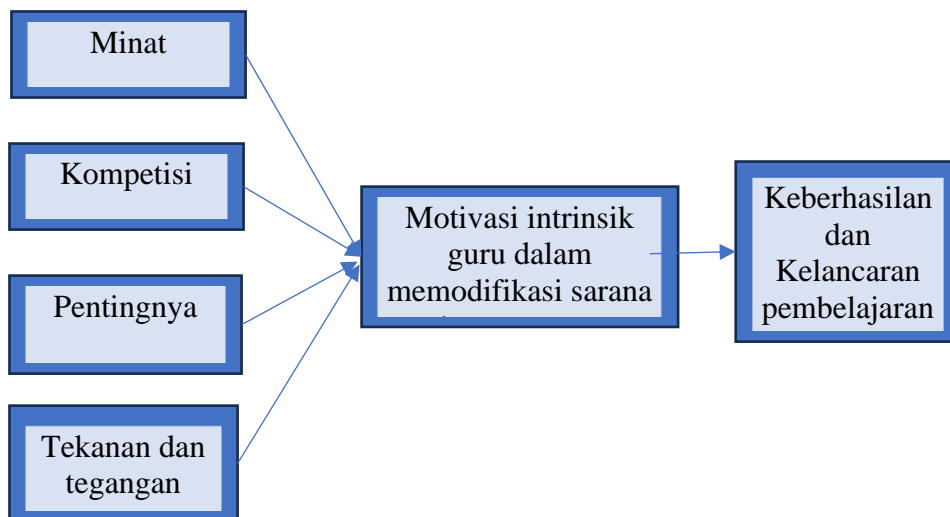 Minat
Kompetisi
Pentingnya
Tekanan dan
tegangan
Motivasi intrinsik
guru dalam
memodifikasi sarana
Keberhasilan
dan
Kelancaran
pembelajaran